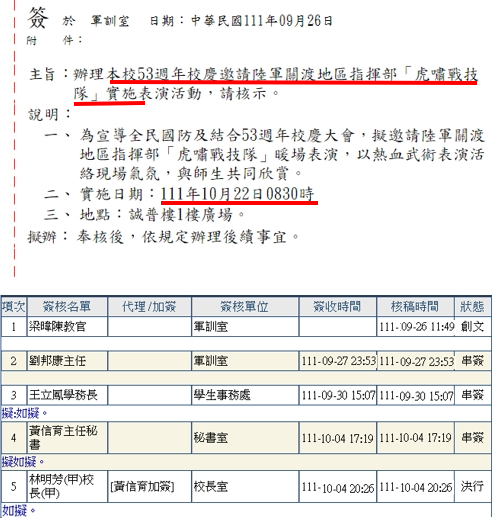 簽 於 軍訓室 日期：中華民國111年09月26日
附 件：
主旨：辦理本校53週年校慶邀請陸軍關渡地區指揮部「虎嘯戰技
隊」實施表演活動，請核示。
說明：
一、為宣導全民國防及結合53週年校慶大會，擬邀請陸軍關渡
地區指揮部「虎嘯戰技隊」暖場表演，以熱血武術表演活
絡現場氣氛，與師生共同欣賞。
二、實施日期：111年10月22日0830時
三、地點：誠普樓1樓廣場。
擬辦：奉核後，依規定辦理後續事宜。
項次 簽核名單 代理/加簽 簽核單位 簽收時間 核稿時間 狀態
1 梁暐陳教官 軍訓室 111-09-26 11:49 創文
2 劉邦康主任 軍訓室 111-09-27 23:53 111-09-27 23:53 串簽
3 王立鳳學務長 學生事務處 111-09-30 15:07 111-09-30 15:07 串簽
擬:如擬。
4 黃信育主任秘書 秘書室 111-10-04 17:19 111-10-04 17:19 串簽
擬如擬。
5 林明芳(甲)校長(甲) [黃信育加簽] 校長室 111-10-04 20:26 111-10-04 20:26 決行
如擬。